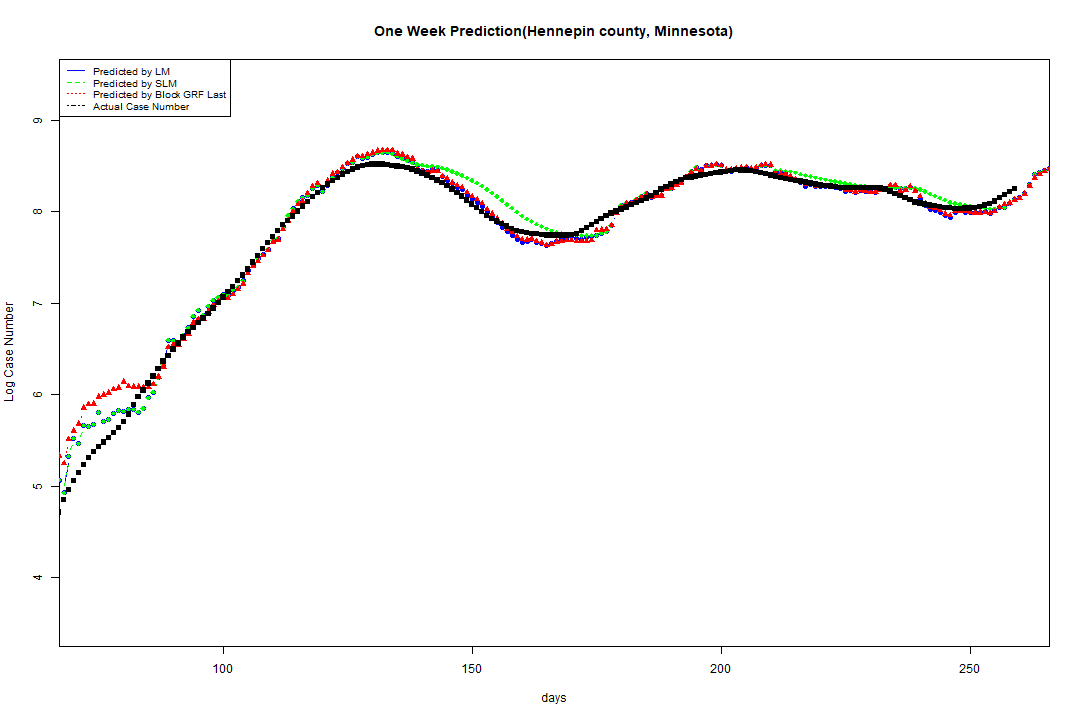 One Week Prediction(Hennepin county, Minnesota)
Predicted by LM
Predicted by SLM
Predicted by Block GRF Last
Actual Case Number
9
8
7
6
5
4
Log Case Number
100 150 200 250
days